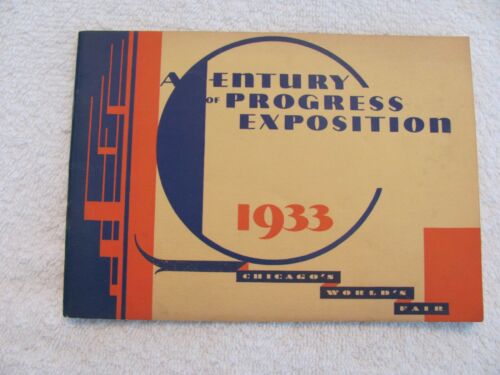 A CENTURY
OF PROGRESS
EXPOSITION
1933
CHICAGO'S
WORLD'S
FAIR